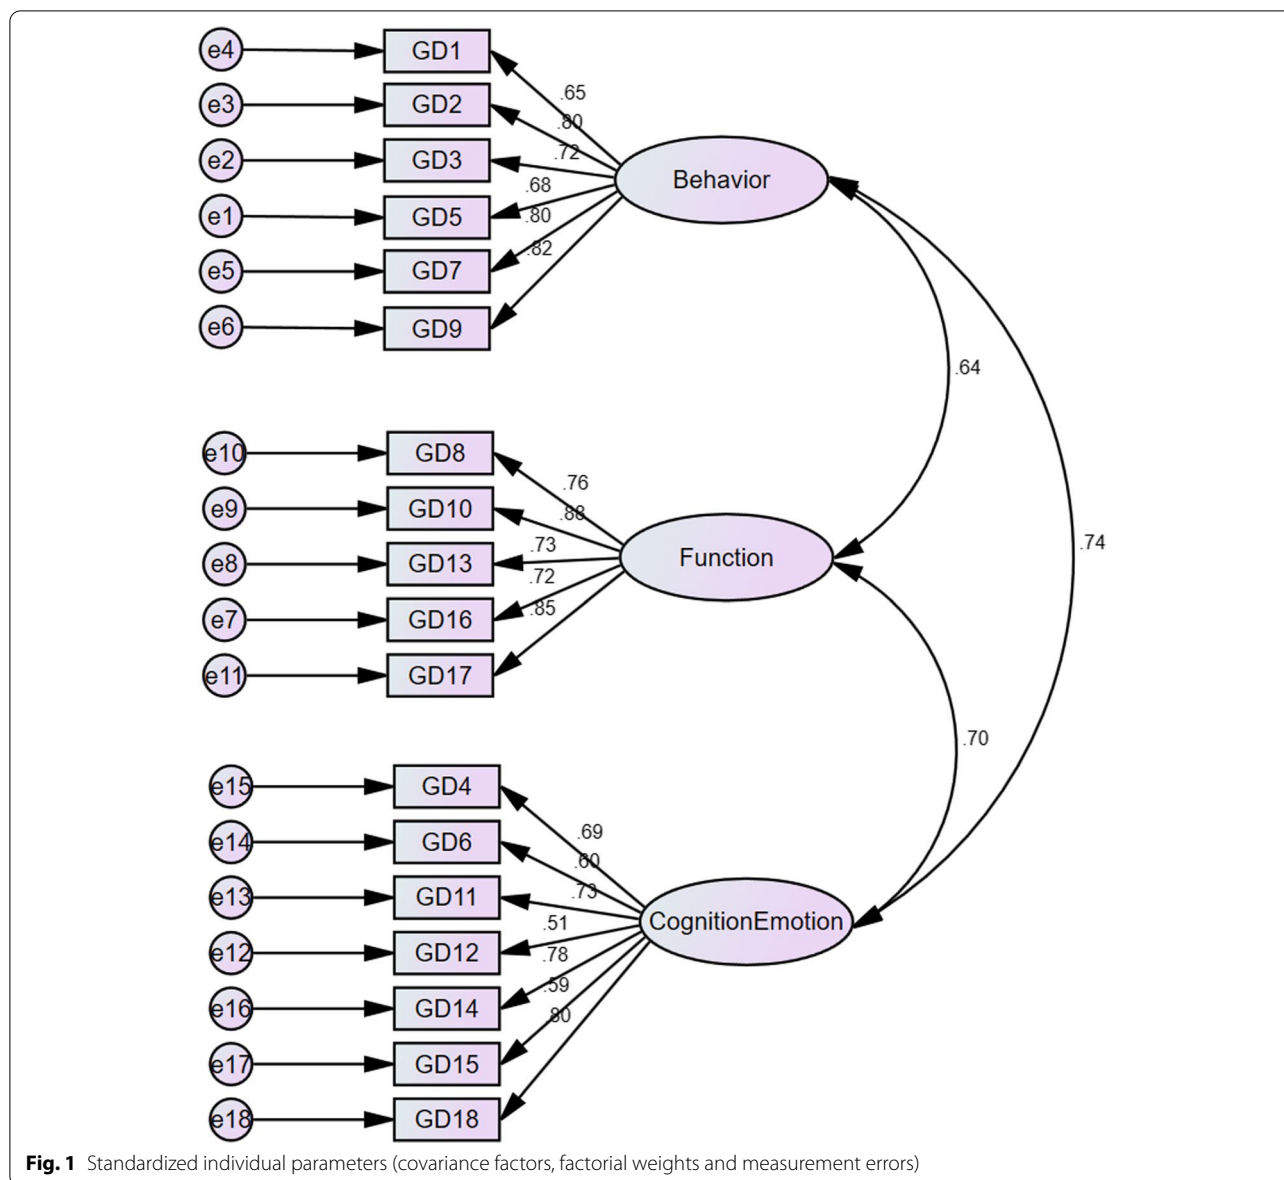 e4 GD1
.65
e3 GD2
.80
e2 GD3
.72
Behavior
e1 GD5
.68
e5 GD7
.80
e6 GD9
.82
.64
e10 GD8
.76
e9 GD10
.88
e8 GD13
.73
Function
e7 GD16
.72
e11 GD17
.85
.74
.70
e15 GD4
.69
e14 GD6
.60
e13 GD11
.73
CognitionEmotion
e12 GD12
.51
e16 GD14
.78
e17 GD15
.59
e18 GD18
.80
Fig. 1 Standardized individual parameters (covariance factors, factorial weights and measurement errors)